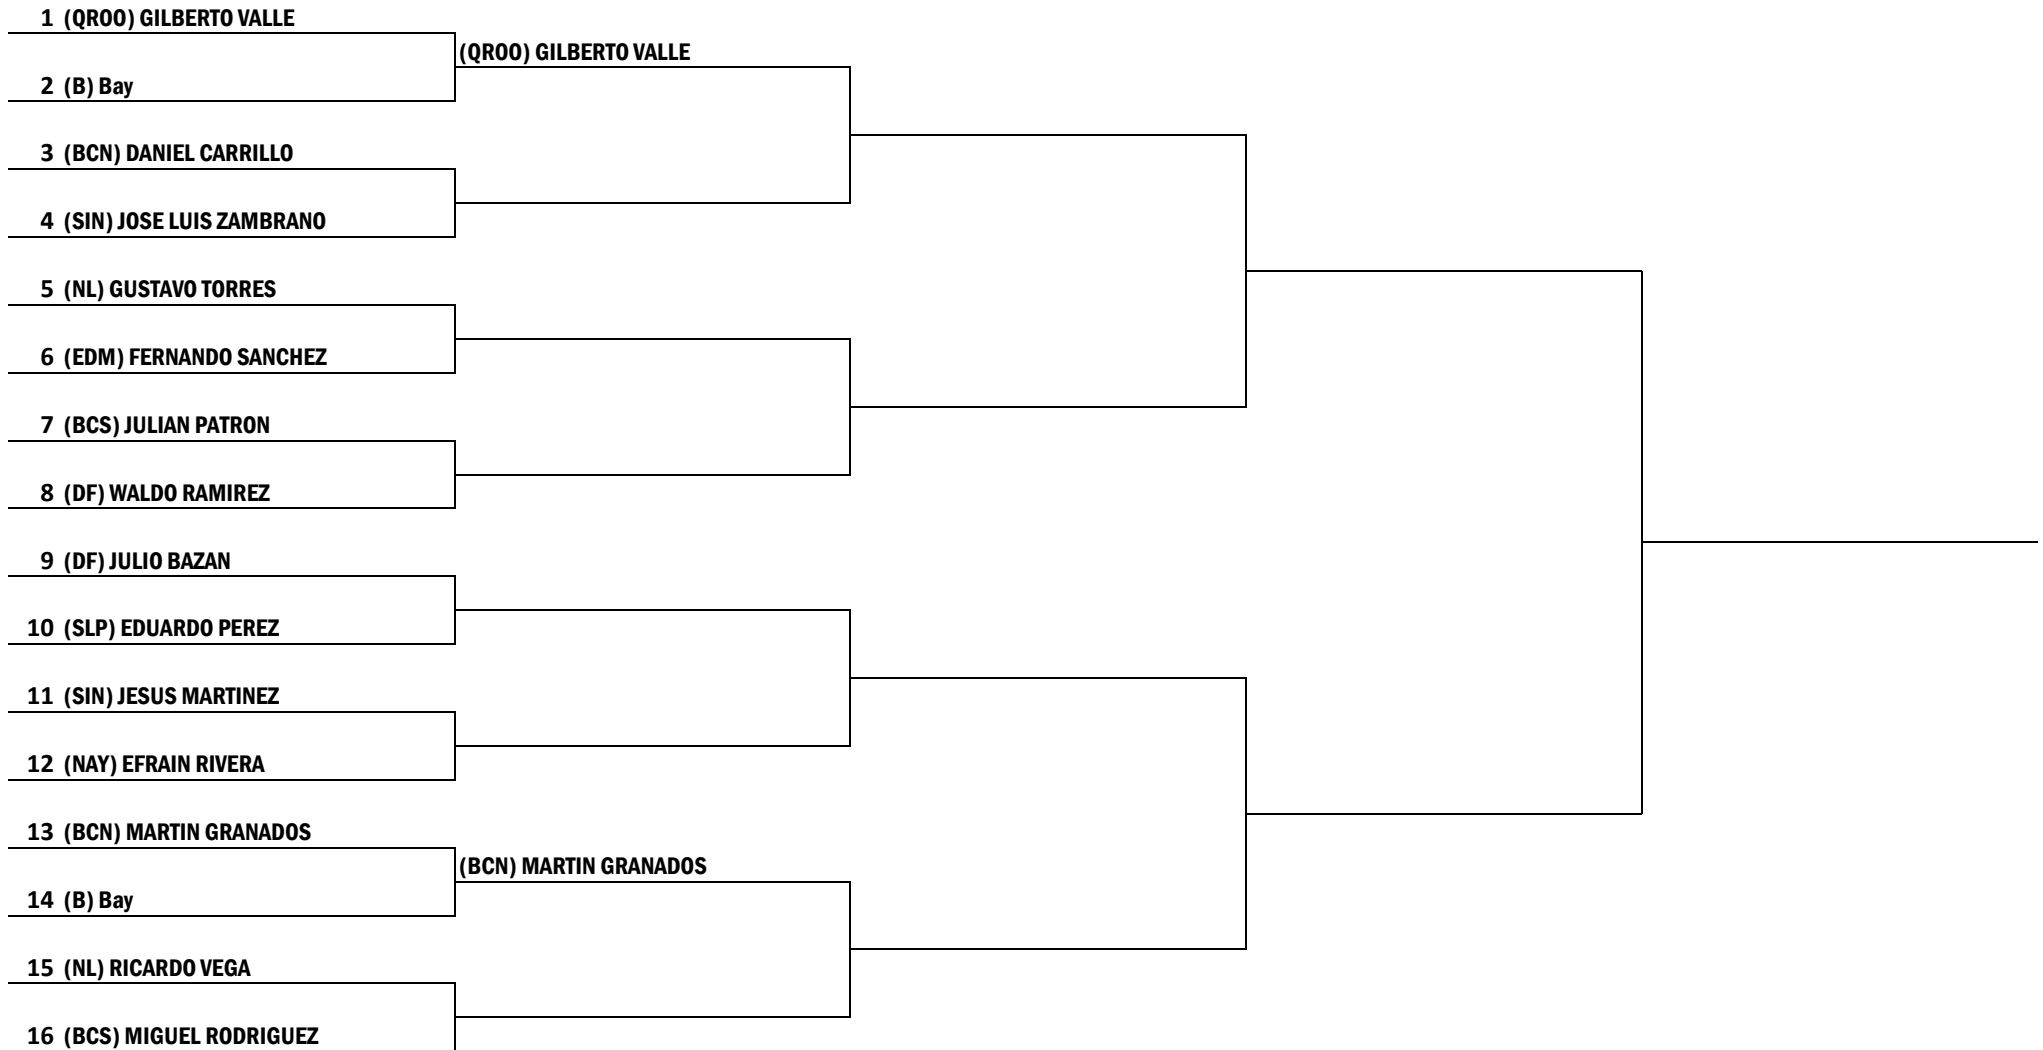 1 (QROO) GILBERTO VALLE
(QROO) GILBERTO VALLE
2 (B) Bay
3 (BCN) DANIEL CARRILLO
4 (SIN) JOSE LUIS ZAMBRANO
5 (NL) GUSTAVO TORRES
6 (EDM) FERNANDO SANCHEZ
7 (BCS) JULIAN PATRON
8 (DF) WALDO RAMIREZ
9 (DF) JULIO BAZAN
10 (SLP) EDUARDO PEREZ
11 (SIN) JESUS MARTINEZ
12 (NAY) EFRAIN RIVERA
13 (BCN) MARTIN GRANADOS
(BCN) MARTIN GRANADOS
14 (B) Bay
15 (NL) RICARDO VEGA
16 (BCS) MIGUEL RODRIGUEZ